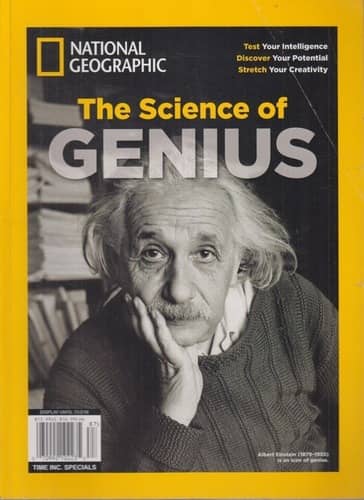 NATIONAL
GEOGRAPHIC
Test Your Intelligence
Discover Your Potential
Stretch Your Creativity
The Science of
GENIUS
Albert Einstein (1879-1955)
is an icon of genius.
TIME INC. SPECIALS